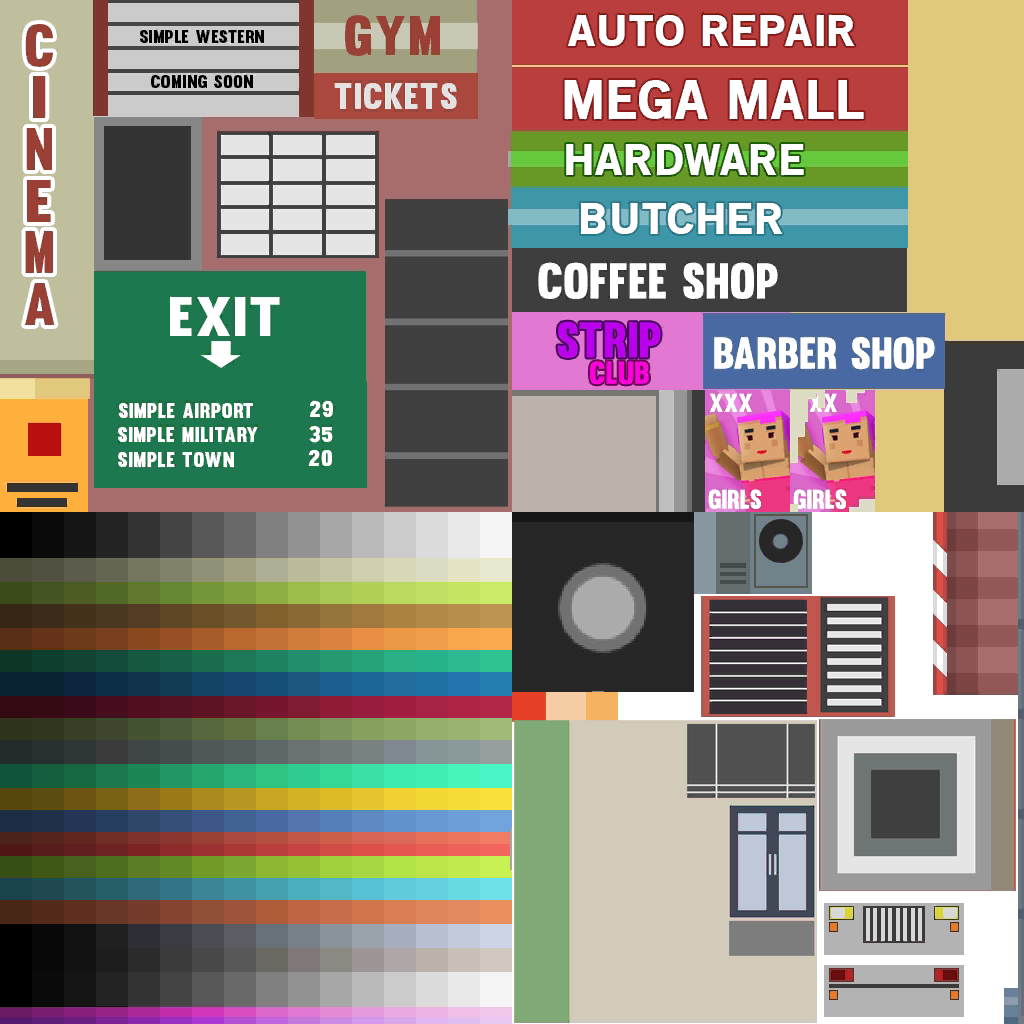 CINEMA
SIMPLE WESTERN
COMING SOON
GYM
TICKETS
AUTO REPAIR
MEGA MALL
HARDWARE
BUTCHER
COFFEE SHOP
STRIP
CLUB
BARBER SHOP
EXIT
SIMPLE AIRPORT 29
SIMPLE MILITARY 35
SIMPLE TOWN 20
XXX
GIRLS
XX
GIRLS